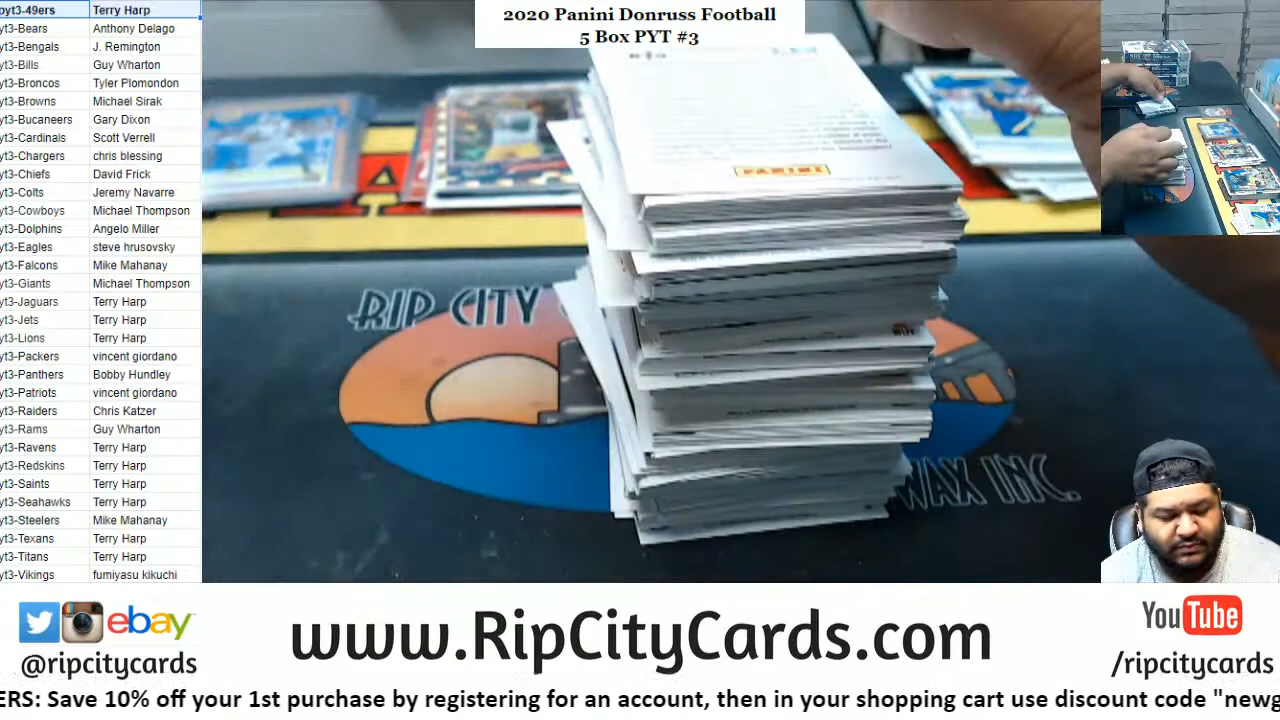 2020 Panini Donruss Football
5 Box PYT #3
pyt3-49ers Terry Harp
yt3-Bears Anthony Delago
yt3-Bengals J. Remington
yt3-Bills Guy Wharton
yt3-Broncos Tyler Plomondon
yt3-Browns Michael Sirak
yt3-Bucaneers Gary Dixon
yt3-Cardinals Scott Verrell
yt3-Chargers chris blessing
yt3-Chiefs David Frick
yt3-Colts Jeremy Navarre
yt3-Cowboys Michael Thompson
yt3-Dolphins Angelo Miller
yt3-Eagles steve hrusovsky
yt3-Falcons Mike Mahanay
yt3-Giants Michael Thompson
yt3-Jaguars Terry Harp
yt3-Jets Terry Harp
yt3-Lions Terry Harp
yt3-Packers vincent giordano
yt3-Panthers Bobby Hundley
yt3-Patriots vincent giordano
yt3-Raiders Chris Katzer
yt3-Rams Guy Wharton
yt3-Ravens Terry Harp
yt3-Redskins Terry Harp
yt3-Saints Terry Harp
yt3-Seahawks Terry Harp
yt3-Steelers Mike Mahanay
yt3-Texans Terry Harp
yt3-Titans Terry Harp
yt3-Vikings fumiyasu kikuchi
PANINI
RIP CITY
WAX INC.
ebay
@ripcitycards
www.RipCityCards.com
YouTube
/ripcitycards
ERS: Save 10% off your 1st purchase by registering for an account, then in your shopping cart use discount code "newg